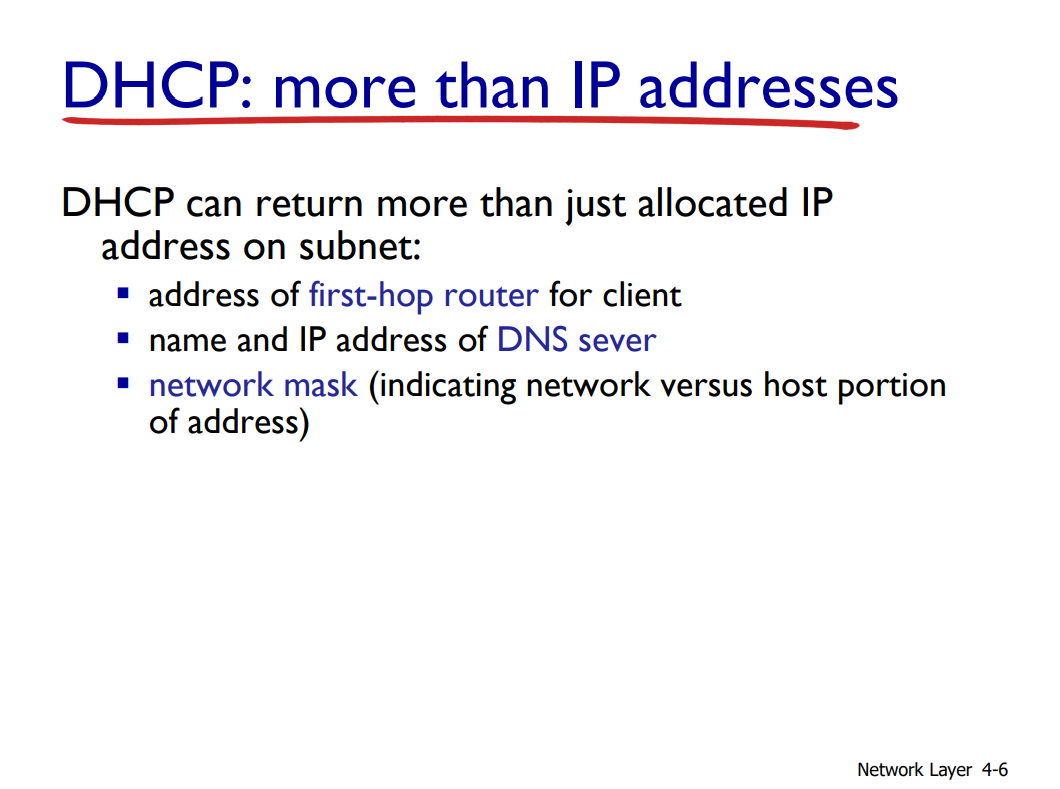 DHCP: more than IP addresses
DHCP can return more than just allocated IP
address on subnet:
▪ address of first-hop router for client
▪ name and IP address of DNS sever
▪ network mask (indicating network versus host portion
of address)
Network Layer 4-6